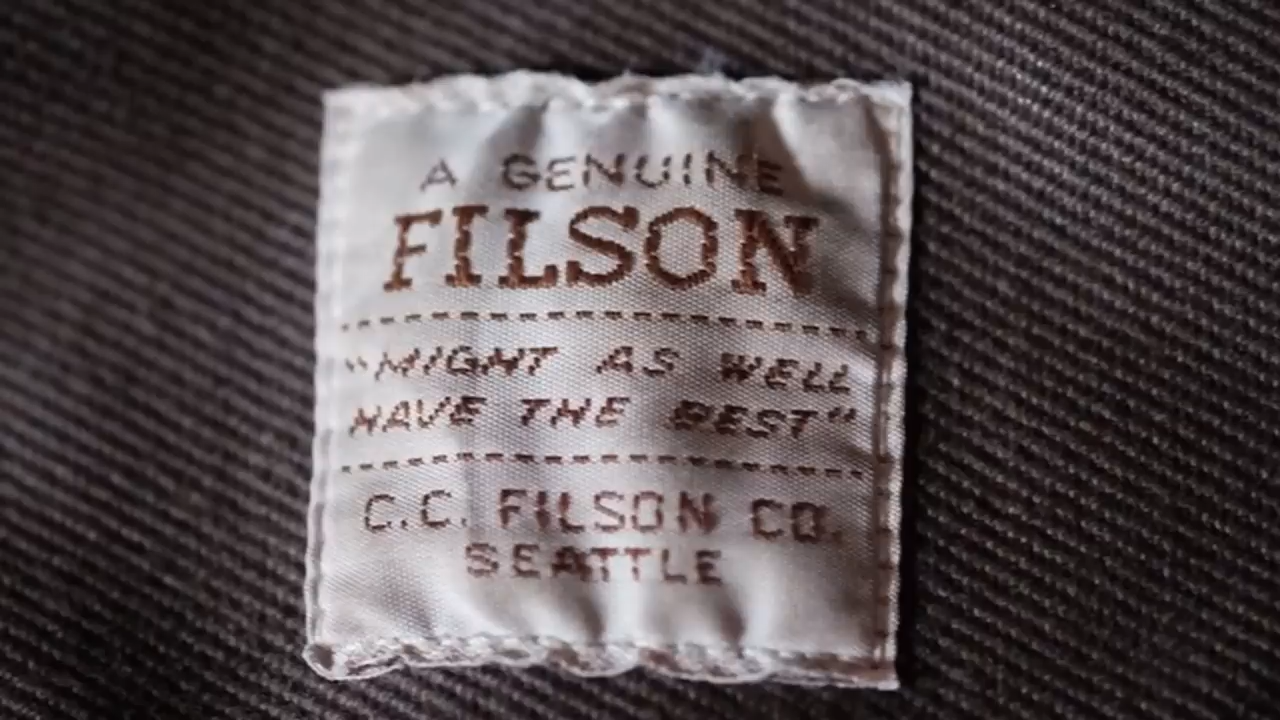 A GENUINE
FILSON
"MIGHT AS WELL
HAVE THE BEST"
C.C. FILSON CO.
SEATTLE